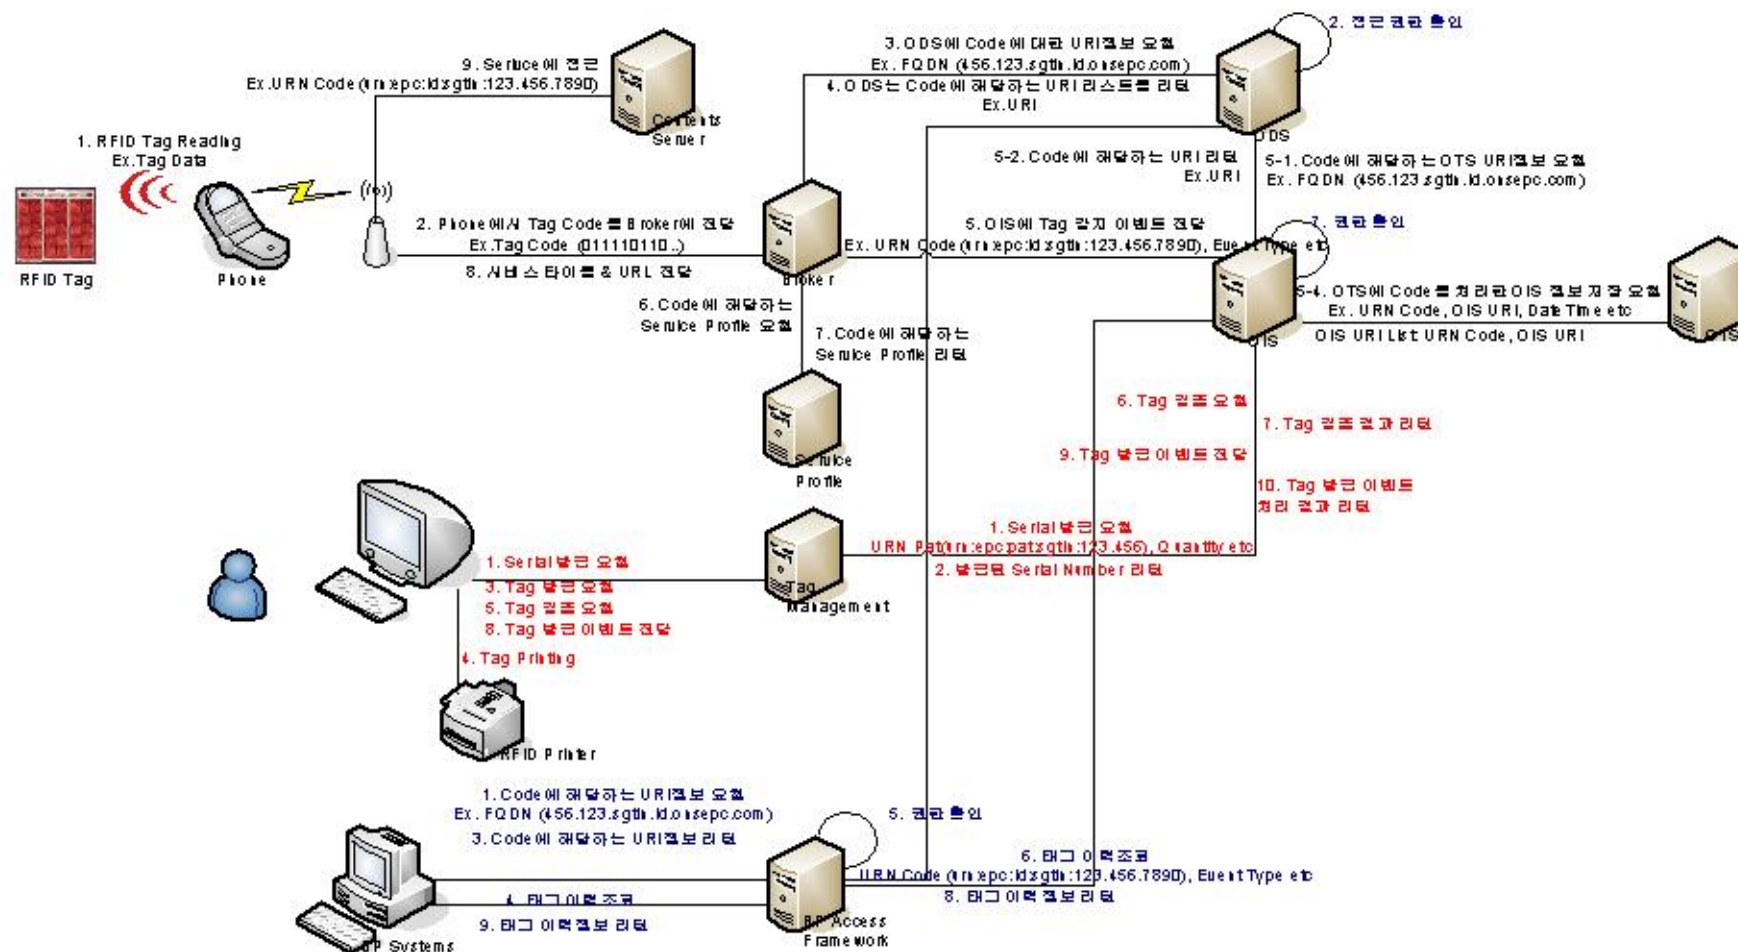 2. 접근 권한 확인
3. ODS에 Code에 대한 URI정보 요청
Ex. FQDN (456.123.sgtin.id.onsepc.com)
4. ODS는 Code에 해당하는 URI 리스트를 리턴
Ex.URI
ODS
9. Service에 접근
Ex.URN Code (urn:epc:id:sgtin:123.456.7890)
Contents
Server
1. RFID Tag Reading
Ex.Tag Data
RFID Tag
Phone
5-2. Code에 해당하는 URI 리턴
Ex.URI
5-1. Code에 해당하는 OTS URI정보 요청
Ex. FQDN (456.123.sgtin.id.onsepc.com)
2. Phone에서 Tag Code를 Broker에 전달
Ex.Tag Code (011110110..)
8. 서비스 타이틀 & URL 전달
Broker
5. OIS에 Tag 감지 이벤트 전달
Ex. URN Code(urn:epc:id:sgtin:123.456.7890), Event Type etc
7. 권한 확인
OIS
5-4. OTS에 Code를 처리한 OIS 정보 저장 요청
Ex. URN Code, OIS URI, Date Time etc
OIS URI List: URN Code, OIS URI
OTS
6. Code에 해당하는
Service Profile 요청
7. Code에 해당하는
Service Profile 리턴
Service
Profile
6. Tag 검증 요청
7. Tag 검증 결과 리턴
9. Tag 발급 이벤트 전달
10. Tag 발급 이벤트
처리 결과 리턴
1. Serial 발급 요청
URN Pat(urn:epc:pat:sgtin:123.456), Quantity etc
2. 발급된 Serial Number 리턴
Tag
Management
1. Serial 발급 요청
3. Tag 발급 요청
5. Tag 검증 요청
8. Tag 발급 이벤트 전달
4. Tag Printing
RFID Printer
1. Code에 해당하는 URI정보 요청
Ex. FQDN (456.123.sgtin.id.onsepc.com)
3. Code에 해당하는 URI정보 리턴
5. 권한 확인
4. 태그 이력 조회
9. 태그 이력 정보 리턴
6. 태그 이력 조회
URN Code (urn:epc:id:sgtin:123.456.7890), Event Type etc
8. 태그 이력 정보 리턴
Access
Framework
Systems